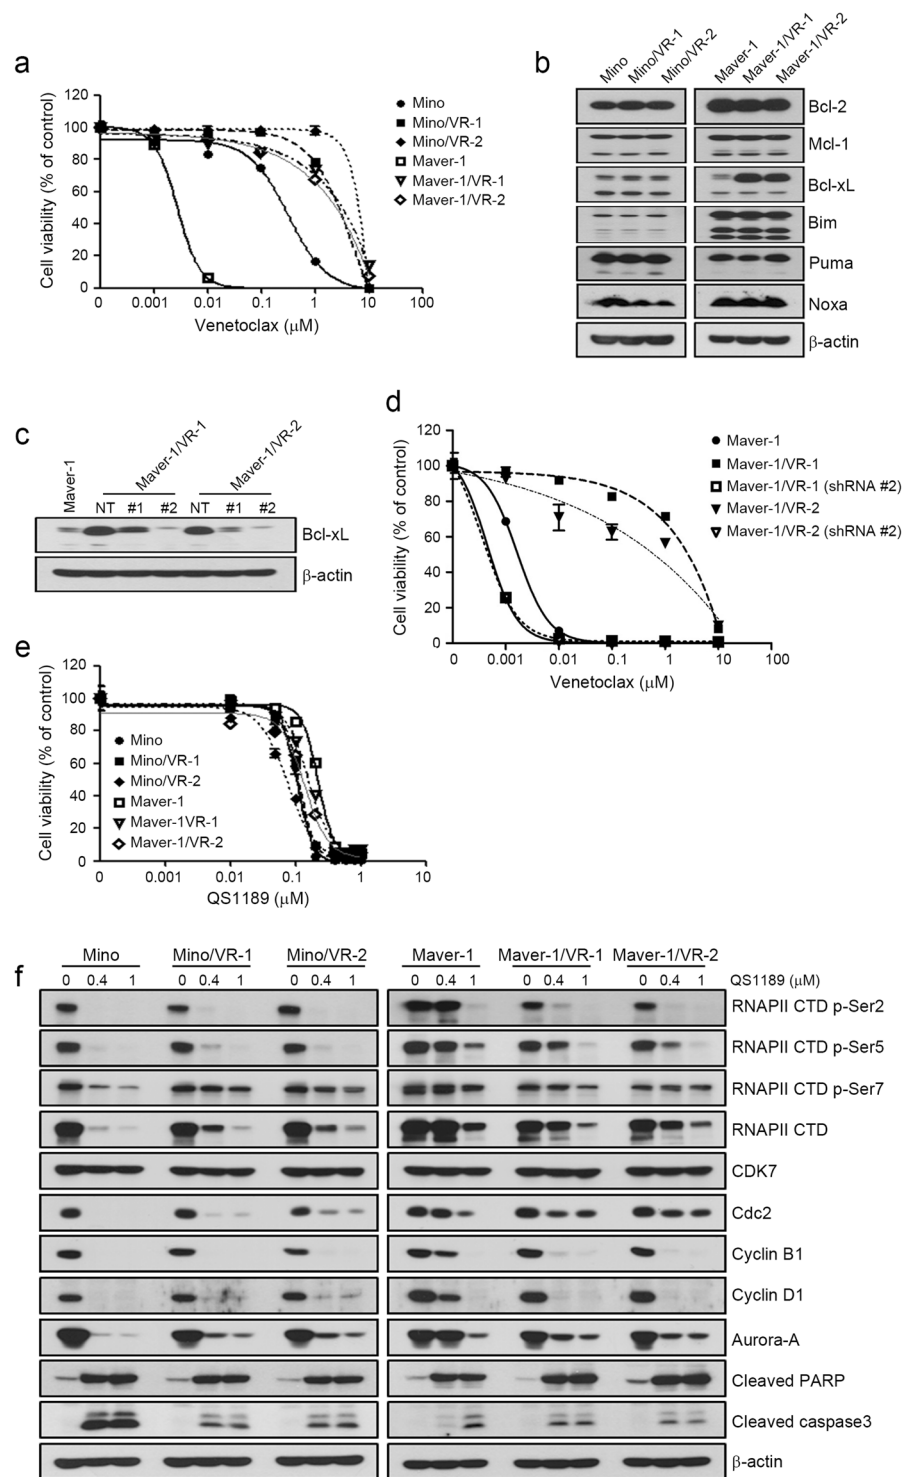 a
120
100
80
60
40
20
0
Cell viability (% of control)
0 0.001 0.01 0.1 1 10 100
Venetoclax (μM)
Mino
Mino/VR-1
Mino/VR-2
Maver-1
Maver-1/VR-1
Maver-1/VR-2
b
Mino Mino/VR-1 Mino/VR-2 Maver-1 Maver-1/VR-1 Maver-1/VR-2
Bcl-2
Mcl-1
Bcl-xL
Bim
Puma
Noxa
β-actin
c
Maver-1 Maver-1/VR-1 Maver-1/VR-2
NT #1 #2 NT #1 #2
Bcl-xL
β-actin
d
120
100
80
60
40
20
0
Cell viability (% of control)
0 0.001 0.01 0.1 1 10 100
Venetoclax (μM)
Maver-1
Maver-1/VR-1
Maver-1/VR-1 (shRNA #2)
Maver-1/VR-2
Maver-1/VR-2 (shRNA #2)
e
120
100
80
60
40
20
0
Cell viability (% of control)
Mino
Mino/VR-1
Mino/VR-2
Maver-1
Maver-1VR-1
Maver-1/VR-2
0 0.001 0.01 0.1 1 10
QS1189 (μM)
f
Mino Mino/VR-1 Mino/VR-2 Maver-1 Maver-1/VR-1 Maver-1/VR-2
0 0.4 1 0 0.4 1 0 0.4 1 0 0.4 1 0 0.4 1 0 0.4 1 QS1189 (μM)
RNAPII CTD p-Ser2
RNAPII CTD p-Ser5
RNAPII CTD p-Ser7
RNAPII CTD
CDK7
Cdc2
Cyclin B1
Cyclin D1
Aurora-A
Cleaved PARP
Cleaved caspase3
β-actin